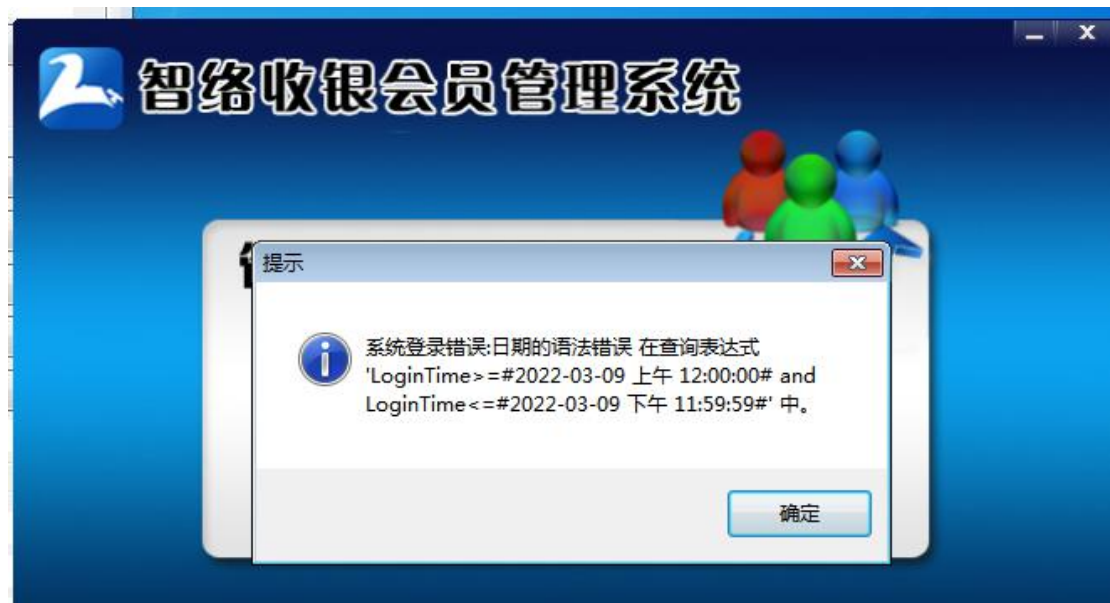 智络收银会员管理系统
提示
系统登录错误:日期的语法错误 在查询表达式
'LoginTime>=#2022-03-09 上午 12:00:00# and
LoginTime<=#2022-03-09 下午 11:59:59#' 中。
确定